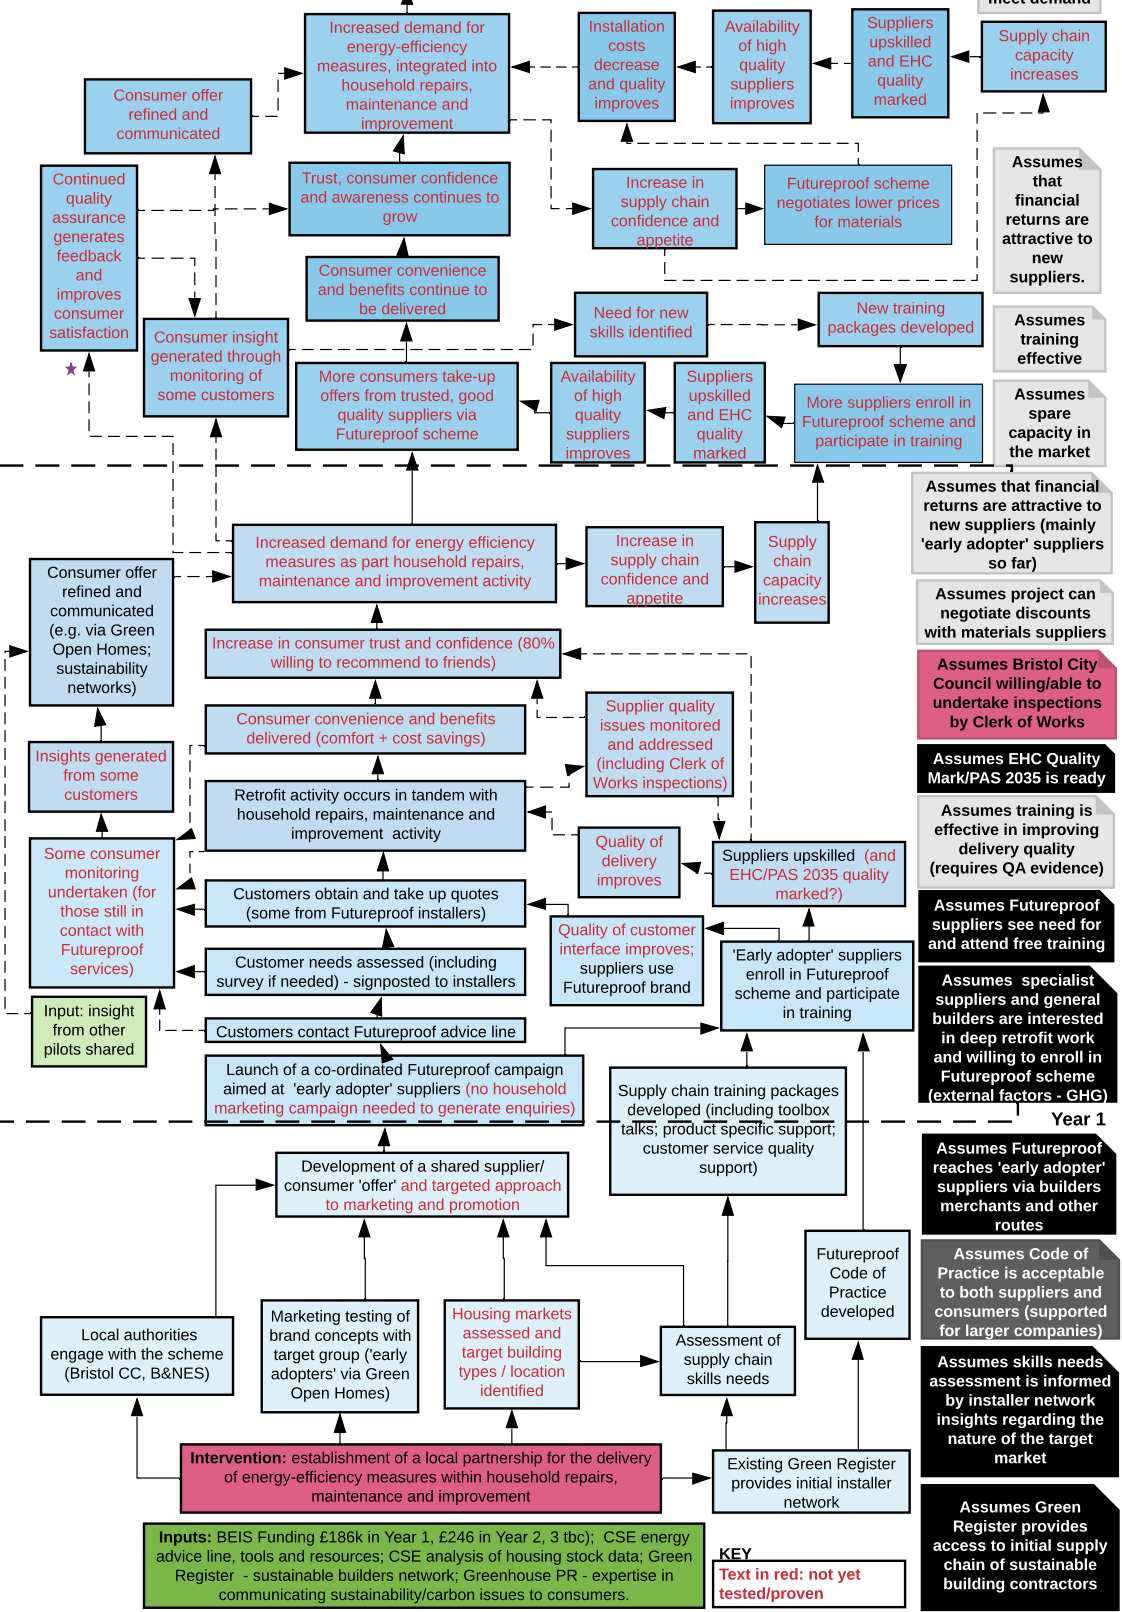 meet demand
Increased demand for
energy-efficiency
measures, integrated into
household repairs,
maintenance and
improvement
Installation
costs
decrease
and quality
improves
Availability
of high
quality
suppliers
improves
Suppliers
upskilled
and EHC
quality
marked
Supply chain
capacity
increases
Consumer offer
refined and
communicated
Continued
quality
assurance
generates
feedback
and
improves
consumer
satisfaction
Trust, consumer confidence
and awareness continues to
grow
Increase in
supply chain
confidence and
appetite
Futureproof scheme
negotiates lower prices
for materials
Assumes
that
financial
returns are
attractive to
new
suppliers.
Consumer convenience
and benefits continue to
be delivered
Consumer insight
generated through
monitoring of
some customers
Need for new
skills identified
New training
packages developed
Assumes
training
effective
More consumers take-up
offers from trusted, good
quality suppliers via
Futureproof scheme
Availability
of high
quality
suppliers
improves
Suppliers
upskilled
and EHC
quality
marked
More suppliers enroll in
Futureproof scheme and
participate in training
Assumes
spare
capacity in
the market
Assumes that financial
returns are attractive to
new suppliers (mainly
'early adopter' suppliers
so far)
Increased demand for energy efficiency
measures as part household repairs,
maintenance and improvement activity
Increase in
supply chain
confidence and
appetite
Supply
chain
capacity
increases
Consumer offer
refined and
communicated
(e.g. via Green
Open Homes;
sustainability
networks)
Assumes project can
negotiate discounts
with materials suppliers
Increase in consumer trust and confidence (80%
willing to recommend to friends)
Assumes Bristol City
Council willing/able to
undertake inspections
by Clerk of Works
Consumer convenience and benefits
delivered (comfort + cost savings)
Supplier quality
issues monitored
and addressed
(including Clerk of
Works inspections)
Insights generated
from some
customers
Assumes EHC Quality
Mark/PAS 2035 is ready
Retrofit activity occurs in tandem with
household repairs, maintenance and
improvement  activity
Assumes training is
effective in improving
delivery quality
(requires QA evidence)
Some consumer
monitoring
undertaken (for
those still in
contact with
Futureproof
services)
Quality of
delivery
improves
Suppliers upskilled  (and
EHC/PAS 2035 quality
marked?)
Customers obtain and take up quotes
(some from Futureproof installers)
Assumes Futureproof
suppliers see need for
and attend free training
Quality of customer
interface improves;
suppliers use
Futureproof brand
'Early adopter' suppliers
enroll in Futureproof
scheme and participate
in training
Customer needs assessed (including
survey if needed) - signposted to installers
Assumes  specialist
suppliers and general
builders are interested
in deep retrofit work
and willing to enroll in
Futureproof scheme
(external factors - GHG)
Input: insight
from other
pilots shared
Customers contact Futureproof advice line
Launch of a co-ordinated Futureproof campaign
aimed at  'early adopter' suppliers (no household
marketing campaign needed to generate enquiries)
Supply chain training packages
developed (including toolbox
talks; product specific support;
customer service quality
support)
Year 1
Assumes Futureproof
reaches 'early adopter'
suppliers via builders
merchants and other
routes
Development of a shared supplier/
consumer 'offer' and targeted approach
to marketing and promotion
Futureproof
Code of
Practice
developed
Assumes Code of
Practice is acceptable
to both suppliers and
consumers (supported
for larger companies)
Local authorities
engage with the scheme
(Bristol CC, B&NES)
Marketing testing of
brand concepts with
target group ('early
adopters' via Green
Open Homes)
Housing markets
assessed and
target building
types / location
identified
Assessment of
supply chain
skills needs
Assumes skills needs
assessment is informed
by installer network
insights regarding the
nature of the target
market
Intervention: establishment of a local partnership for the delivery
of energy-efficiency measures within household repairs,
maintenance and improvement
Existing Green Register
provides initial installer
network
Assumes Green
Register provides
access to initial supply
chain of sustainable
building contractors
Inputs: BEIS Funding £186k in Year 1, £246 in Year 2, 3 tbc);  CSE energy
advice line, tools and resources; CSE analysis of housing stock data; Green
Register  - sustainable builders network; Greenhouse PR - expertise in
communicating sustainability/carbon issues to consumers.
KEY
Text in red: not yet
tested/proven